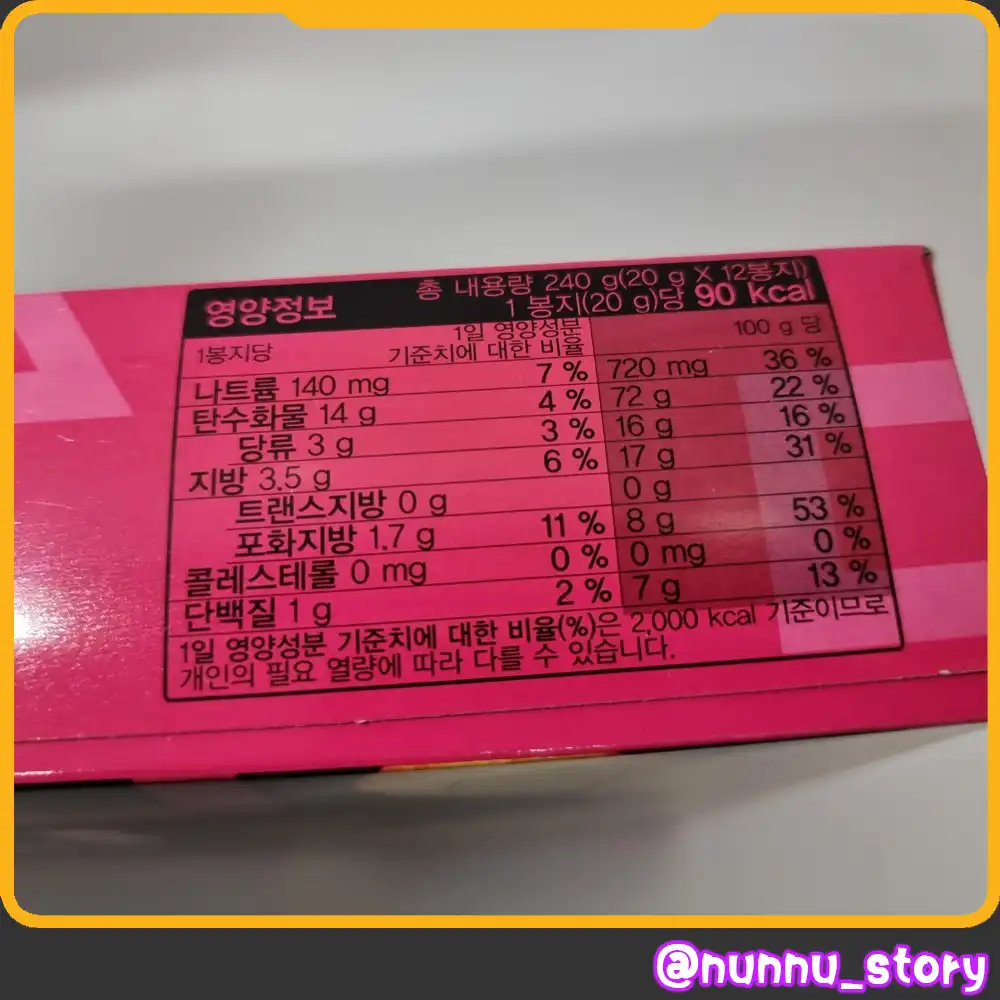 영양정보
총 내용량 240 g(20 g X 12봉지)
1 봉지(20 g)당 90 kcal
1봉지당 1일 영양성분 기준치에 대한 비율 100 g 당
나트륨 140 mg 7 % 720 mg 36 %
탄수화물 14 g 4 % 72 g 22 %
당류 3 g 3 % 16 g 16 %
지방 3.5 g 6 % 17 g 31 %
트랜스지방 0 g 0 g
포화지방 1.7 g 11 % 8 g 53 %
콜레스테롤 0 mg 0 % 0 mg 0 %
단백질 1 g 2 % 7 g 13 %
1일 영양성분 기준치에 대한 비율(%)은 2,000 kcal 기준이므로
개인의 필요 열량에 따라 다를 수 있습니다.
@nunnu_story